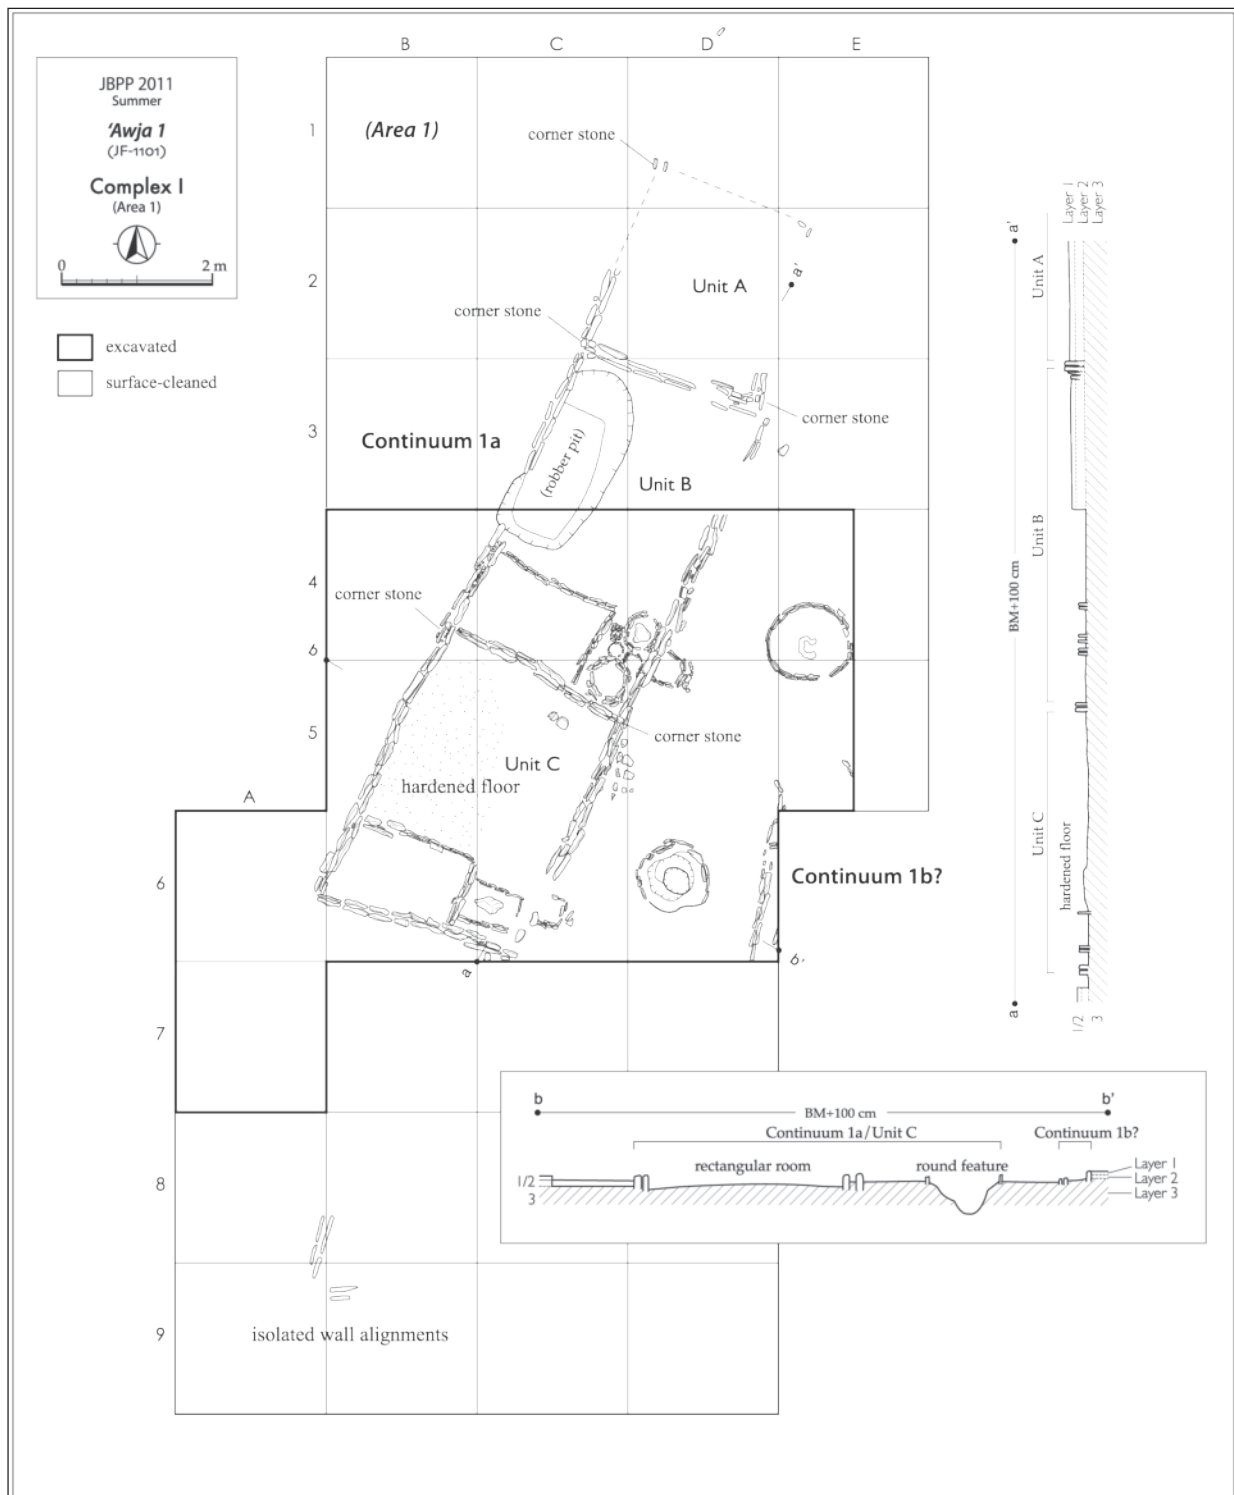 JBPP 2011
Summer
'Awja 1
(JF-1101)
Complex I
(Area 1)
0 2 m
excavated
surface-cleaned
B C D E
1
2
3
4
6
5
A
6
7
8
9
(Area 1)
corner stone
Unit A
a'
corner stone
corner stone
Continuum 1a
(robber pit)
Unit B
corner stone
corner stone
Unit C
hardened floor
Continuum 1b?
a
b'
isolated wall alignments
Layer 1
Layer 2
Layer 3
a'
Unit A
Unit B
BM+100 cm
Unit C
hardened floor
a
1/2
3
b b'
BM+100 cm
Continuum 1a/Unit C Continuum 1b?
rectangular room round feature
Layer 1
1/2 Layer 2
3 Layer 3